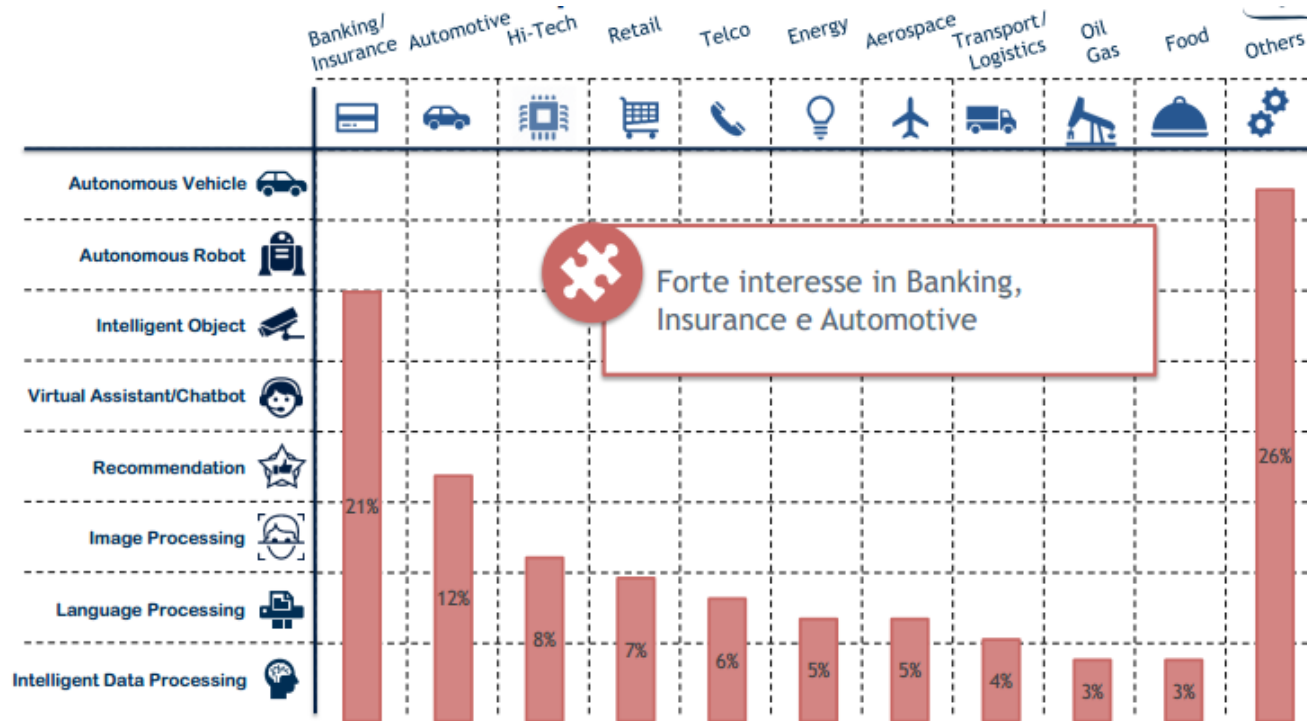 Banking/
Insurance
Automotive
Hi-Tech
Retail
Telco
Energy
Aerospace
Transport/
Logistics
Oil
Gas
Food
Others
Autonomous Vehicle
Autonomous Robot
Intelligent Object
Virtual Assistant/Chatbot
Recommendation
Image Processing
Language Processing
Intelligent Data Processing
Forte interesse in Banking,
Insurance e Automotive
21%
12%
8%
7%
6%
5%
5%
4%
3%
3%
26%